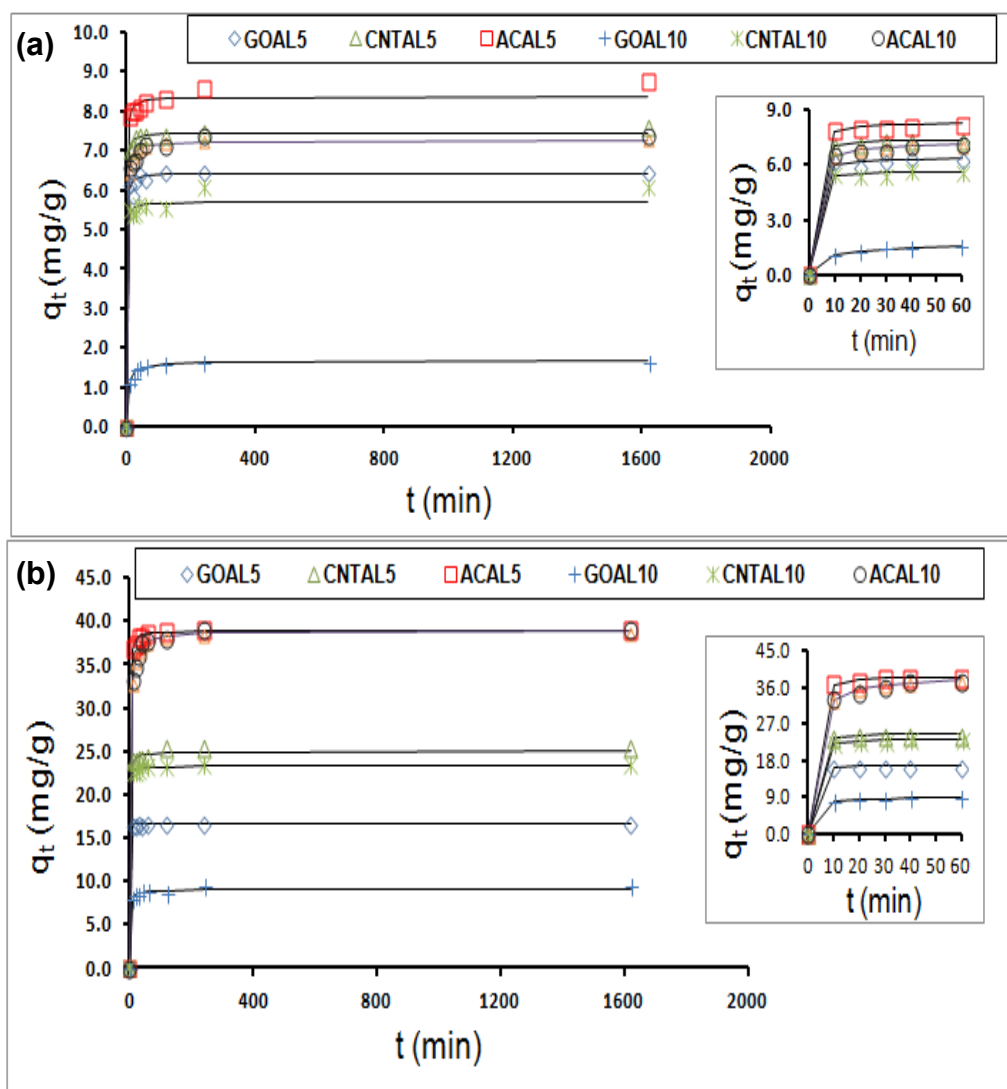 (a)
GOAL5 CNTAL5 ACAL5 GOAL10 CNTAL10 ACAL10
10.0
9.0
8.0
7.0
6.0
5.0
4.0
3.0
2.0
1.0
0.0
qt (mg/g)
0 400 800 1200 1600 2000
t (min)
9.0
6.0
3.0
0.0
qt (mg/g)
0 10 20 30 40 50 60
t (min)
(b)
GOAL5 CNTAL5 ACAL5 GOAL10 CNTAL10 ACAL10
45.0
40.0
35.0
30.0
25.0
20.0
15.0
10.0
5.0
0.0
qt (mg/g)
0 400 800 1200 1600 2000
t (min)
45.0
36.0
27.0
18.0
9.0
0.0
qt (mg/g)
0 10 20 30 40 50 60
t (min)